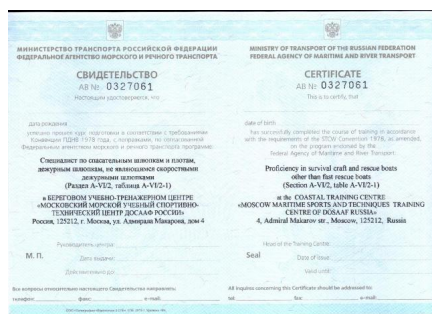 МИНИСТЕРСТВО ТРАНСПОРТА РОССИЙСКОЙ ФЕДЕРАЦИИ
ФЕДЕРАЛЬНОЕ АГЕНТСТВО МОРСКОГО И РЕЧНОГО ТРАНСПОРТА
СВИДЕТЕЛЬСТВО
АВ № 0327061
Настоящим удостоверяется, что
дата рождения
успешно прошел курс подготовки в соответствии с требованиями
Конвенции ПДНВ 1978 года, с поправками, по согласованной
Федеральным агентством морского и речного транспорта программе:
Специалист по спасательным шлюпкам и плотам,
дежурным шлюпкам, не являющимся скоростными
дежурными шлюпками
(Раздел A-VI/2, таблица A-VI/2-1)
в БЕРЕГОВОМ УЧЕБНО-ТРЕНАЖЕРНОМ ЦЕНТРЕ
«МОСКОВСКИЙ МОРСКОЙ УЧЕБНЫЙ СПОРТИВНО-
ТЕХНИЧЕСКИЙ ЦЕНТР ДОСААФ РОССИИ»
Россия, 125212, г. Москва, ул. Адмирала Макарова, дом 4
Руководитель центра:
М. П.
Дата выдачи:
Действительно до:
Все вопросы относительно настоящего Свидетельства направлять:
телефон:
факс:
e-mail:
MINISTRY OF TRANSPORT OF THE RUSSIAN FEDERATION
FEDERAL AGENCY OF MARITIME AND RIVER TRANSPORT
CERTIFICATE
АВ № 0327061
This is to certify, that
date of birth
has successfully completed the course of training in accordance
with the requirements of the STCW Convention 1978, as amended,
on the program endorsed by the
Federal Agency of Maritime and River Transport:
Proficiency in survival craft and rescue boats
other than fast rescue boats
(Section A-VI/2, table A-VI/2-1)
at the COASTAL TRAINING CENTRE
«MOSCOW MARITIME SPORTS AND TECHNIQUES TRAINING
CENTRE OF DOSAAF RUSSIA»
4, Admiral Makarov str., Moscow, 125212, Russia
Head of the Training Centre:
Seal
Date of issue:
Valid until:
All inquires concerning this Certificate should be addressed to:
tel:
fax:
e-mail: